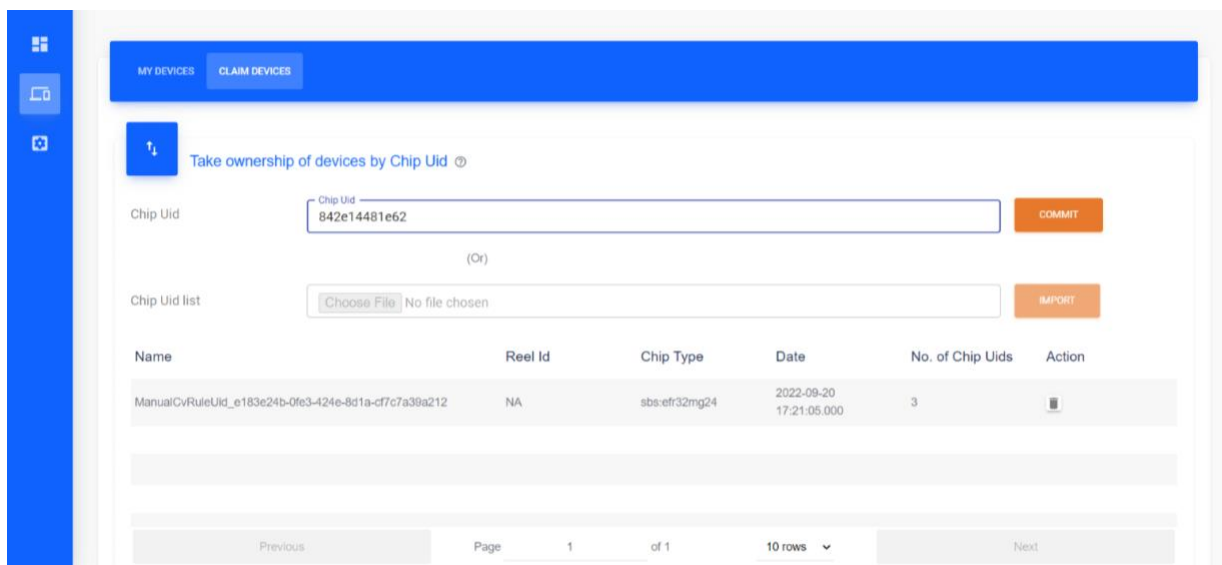 MY DEVICES CLAIM DEVICES
Take ownership of devices by Chip Uid
Chip Uid
Chip Uid
842e14481e62
COMMIT
(Or)
Chip Uid list
Choose File No file chosen
IMPORT
Name Reel Id Chip Type Date No. of Chip Uids Action
ManualCvRuleUid_e183e24b-0fe3-424e-8d1a-cf7c7a39a212 NA sbs:efr32mg24 2022-09-20 17:21:05.000 3
Previous Page 1 of 1 10 rows Next